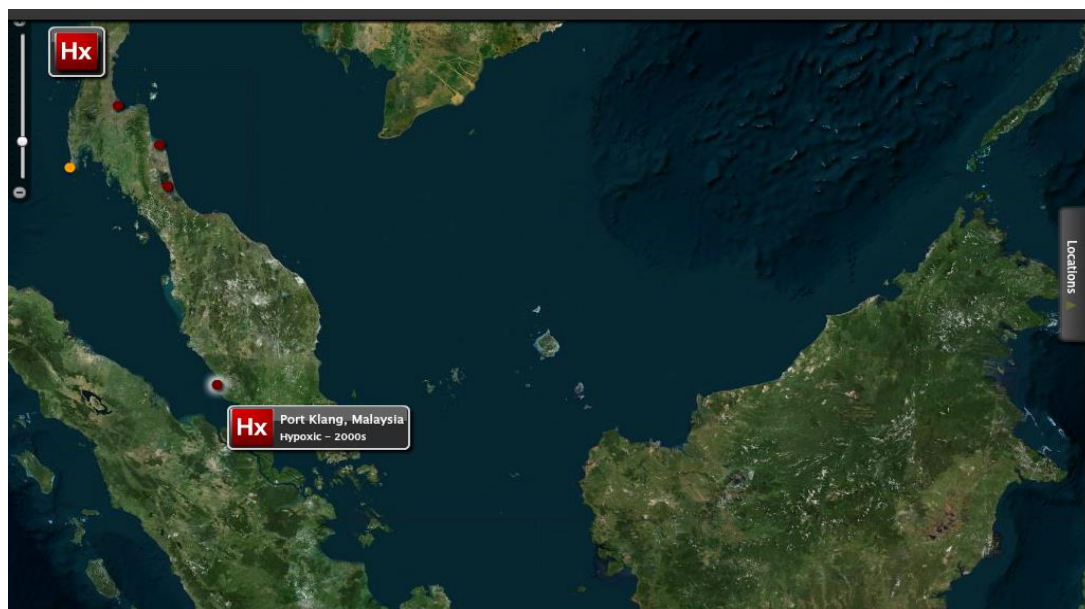 Hx
Locations
Hx
Port Klang, Malaysia
Hypoxic – 2000s